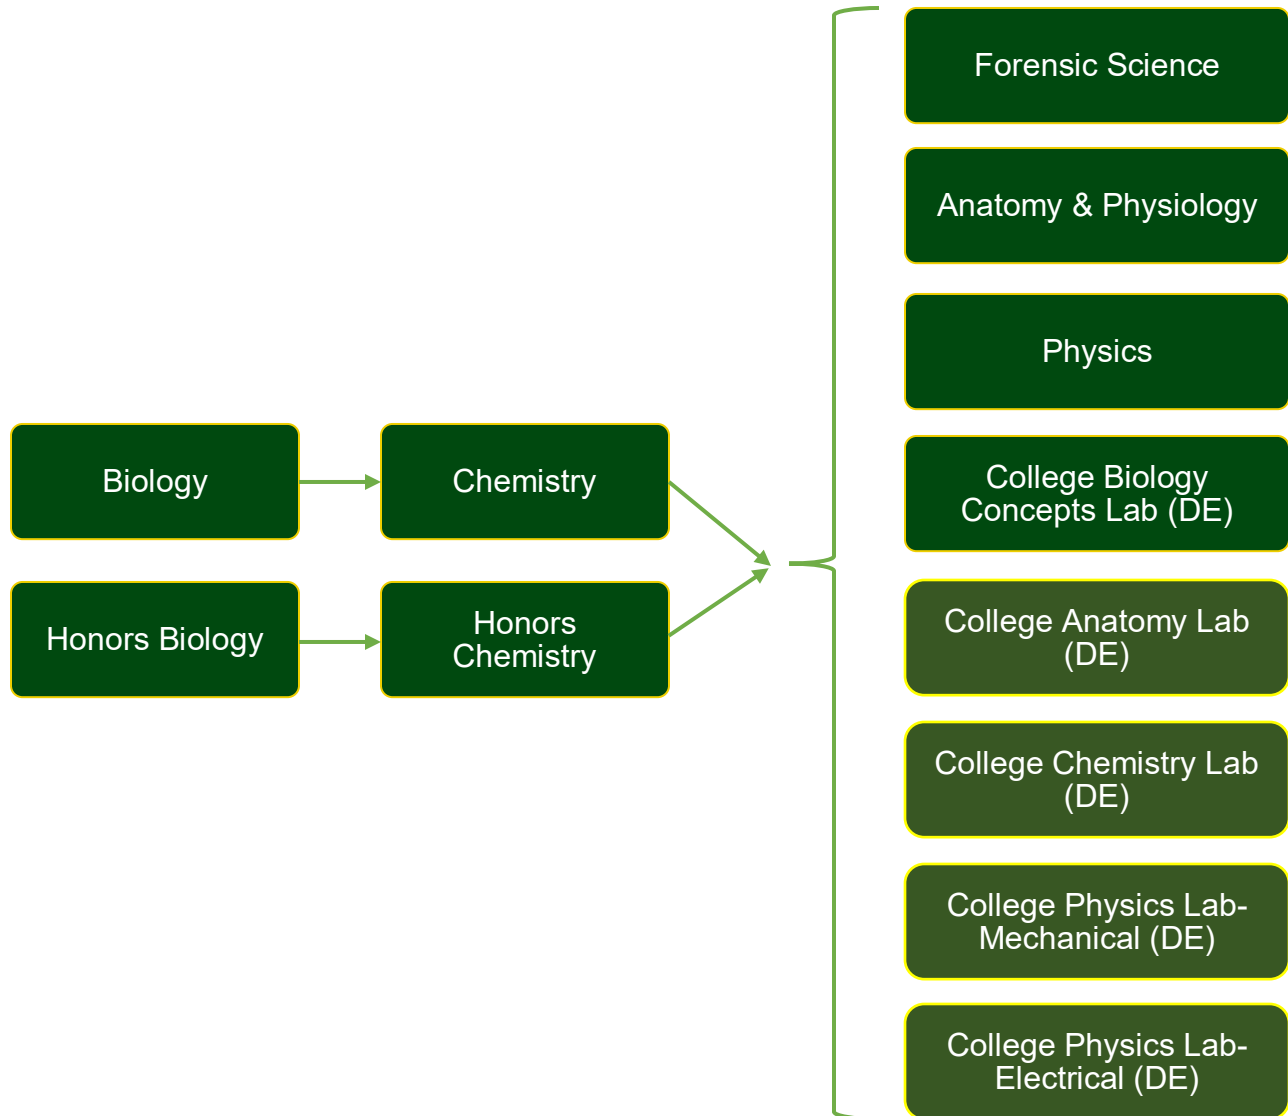 Forensic Science
Anatomy & Physiology
Physics
Biology
Chemistry
College Biology
Concepts Lab (DE)
Honors Biology
Honors
Chemistry
College Anatomy Lab
(DE)
College Chemistry Lab
(DE)
College Physics Lab-
Mechanical (DE)
College Physics Lab-
Electrical (DE)